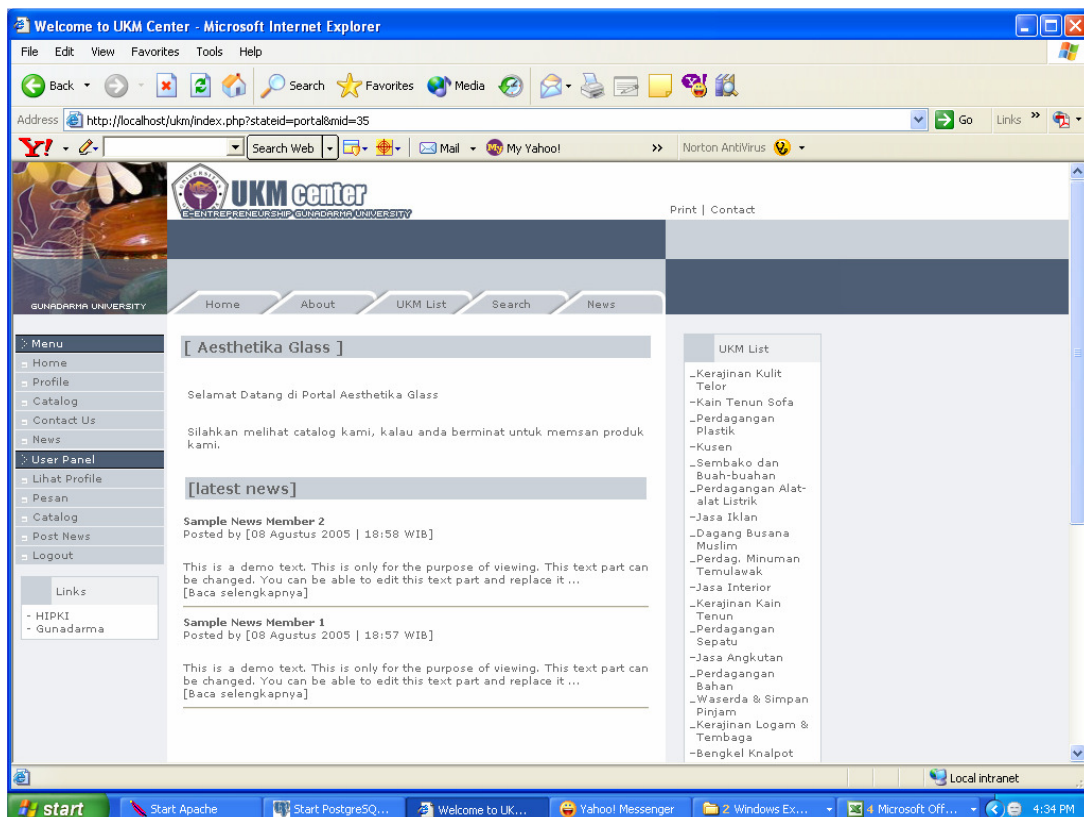 Welcome to UKM Center - Microsoft Internet Explorer
File Edit View Favorites Tools Help
Back Search Favorites Media
Address http://localhost/ukm/index.php?stateid=portal&mid=35 Go Links »
Y! Search Web Mail My Yahoo! » Norton AntiVirus
UKM center
E-ENTREPRENEURSHIP GUNADARMA UNIVERSITY
Print | Contact
GUNADARMA UNIVERSITY
Home About UKM List Search News
Menu
Home
Profile
Catalog
Contact Us
News
User Panel
Lihat Profile
Pesan
Catalog
Post News
Logout
Links
- HIPKI
- Gunadarma
[ Aesthetika Glass ]
Selamat Datang di Portal Aesthetika Glass
Silahkan melihat catalog kami, kalau anda berminat untuk memsan produk
kami.
[latest news]
Sample News Member 2
Posted by [08 Agustus 2005 | 18:58 WIB]
This is a demo text. This is only for the purpose of viewing. This text part can
be changed. You can be able to edit this text part and replace it ...
[Baca selengkapnya]
Sample News Member 1
Posted by [08 Agustus 2005 | 18:57 WIB]
This is a demo text. This is only for the purpose of viewing. This text part can
be changed. You can be able to edit this text part and replace it ...
[Baca selengkapnya]
UKM List
-Kerajinan Kulit
Telor
-Kain Tenun Sofa
-Perdagangan
Plastik
-Kusen
-Sembako dan
Buah-buahan
-Perdagangan Alat-
alat Listrik
-Jasa Iklan
-Dagang Busana
Muslim
-Perdag. Minuman
Temulawak
-Jasa Interior
-Kerajinan Kain
Tenun
-Perdagangan
Sepatu
-Jasa Angkutan
-Perdagangan
Bahan
-Waserda & Simpan
Pinjam
-Kerajinan Logam &
Tembaga
-Bengkel Knalpot
Local intranet
start Start Apache Start PostgreSQ... Welcome to UK... Yahoo! Messenger 2 Windows Ex... 4 Microsoft Off... 4:34 PM